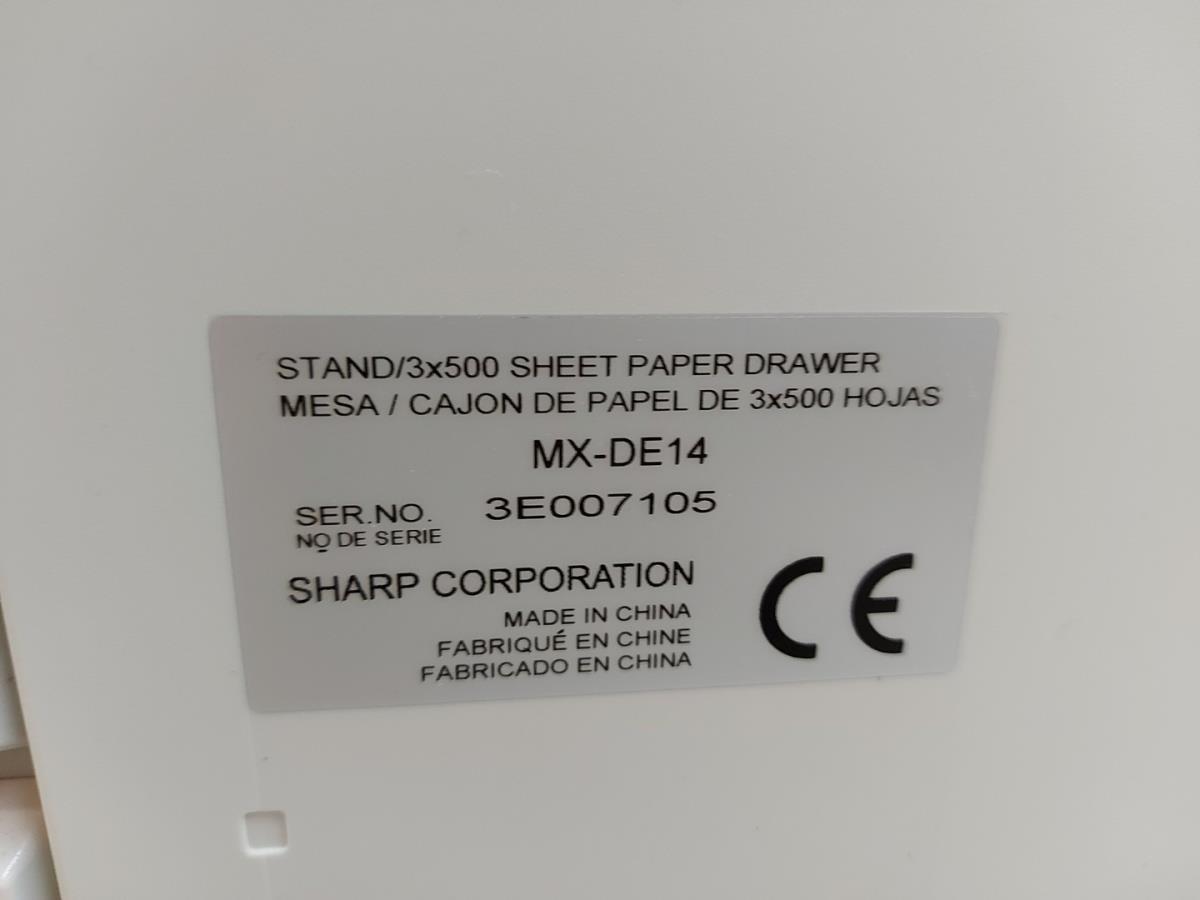 STAND/3x500 SHEET PAPER DRAWER
MESA / CAJON DE PAPEL DE 3x500 HOJAS
MX-DE14
SER.NO. 3E007105
NO DE SERIE
SHARP CORPORATION
MADE IN CHINA
FABRIQUÉ EN CHINE
FABRICADO EN CHINA
CE